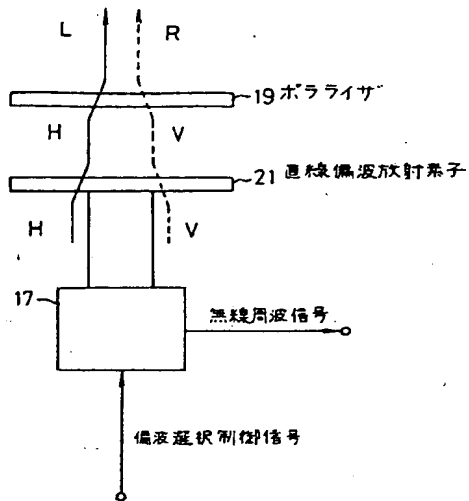 L R
19 ポラライザ
H V
21 直線偏波放射素子
H V
17
無線周波信号
偏波選択制御信号